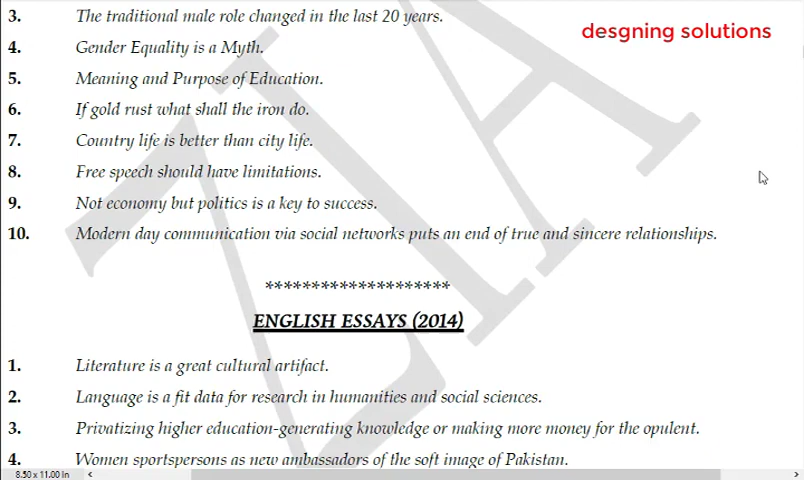 3. The traditional male role changed in the last 20 years.
desgning solutions
4. Gender Equality is a Myth.
5. Meaning and Purpose of Education.
6. If gold rust what shall the iron do.
7. Country life is better than city life.
8. Free speech should have limitations.
9. Not economy but politics is a key to success.
10. Modern day communication via social networks puts an end of true and sincere relationships.
********************
ENGLISH ESSAYS (2014)
1. Literature is a great cultural artifact.
2. Language is a fit data for research in humanities and social sciences.
3. Privatizing higher education-generating knowledge or making more money for the opulent.
4. Women sportspersons as new ambassadors of the soft image of Pakistan.
8.50 x 11.00 in
ZIA